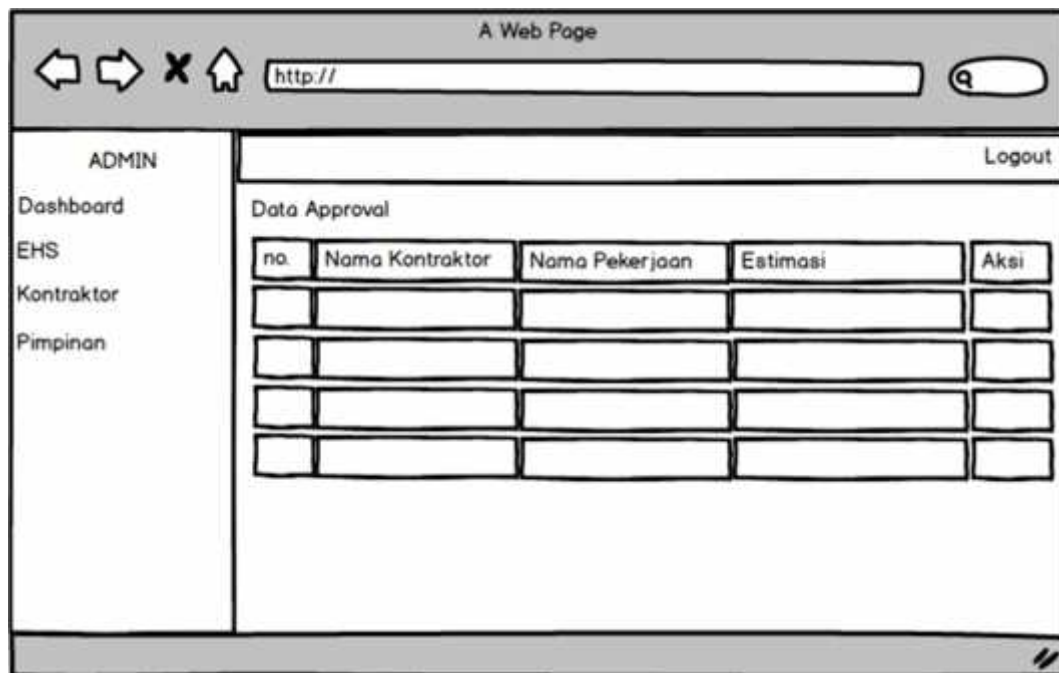 A Web Page
http://
ADMIN
Dashboard
EHS
Kontraktor
Pimpinan
Logout
Data Approval
no. Nama Kontraktor Nama Pekerjaan Estimasi Aksi